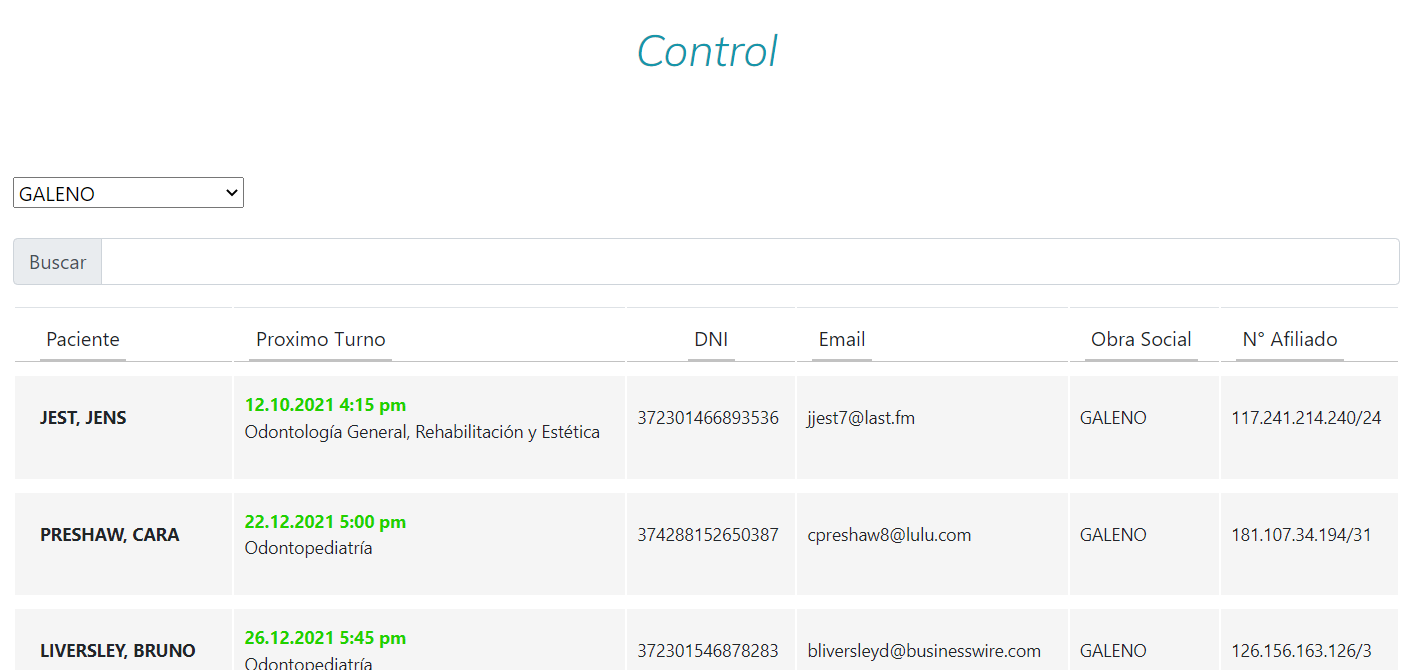 Control
GALENO
Buscar
Paciente Proximo Turno DNI Email Obra Social N° Afiliado
JEST, JENS 12.10.2021 4:15 pm 372301466893536 jjest7@last.fm GALENO 117.241.214.240/24
Odontología General, Rehabilitación y Estética
PRESHAW, CARA 22.12.2021 5:00 pm 374288152650387 cpreshaw8@lulu.com GALENO 181.107.34.194/31
Odontopediatría
LIVERSLEY, BRUNO 26.12.2021 5:45 pm 372301546878283 bliversleyd@businesswire.com GALENO 126.156.163.126/3
Odontopediatría